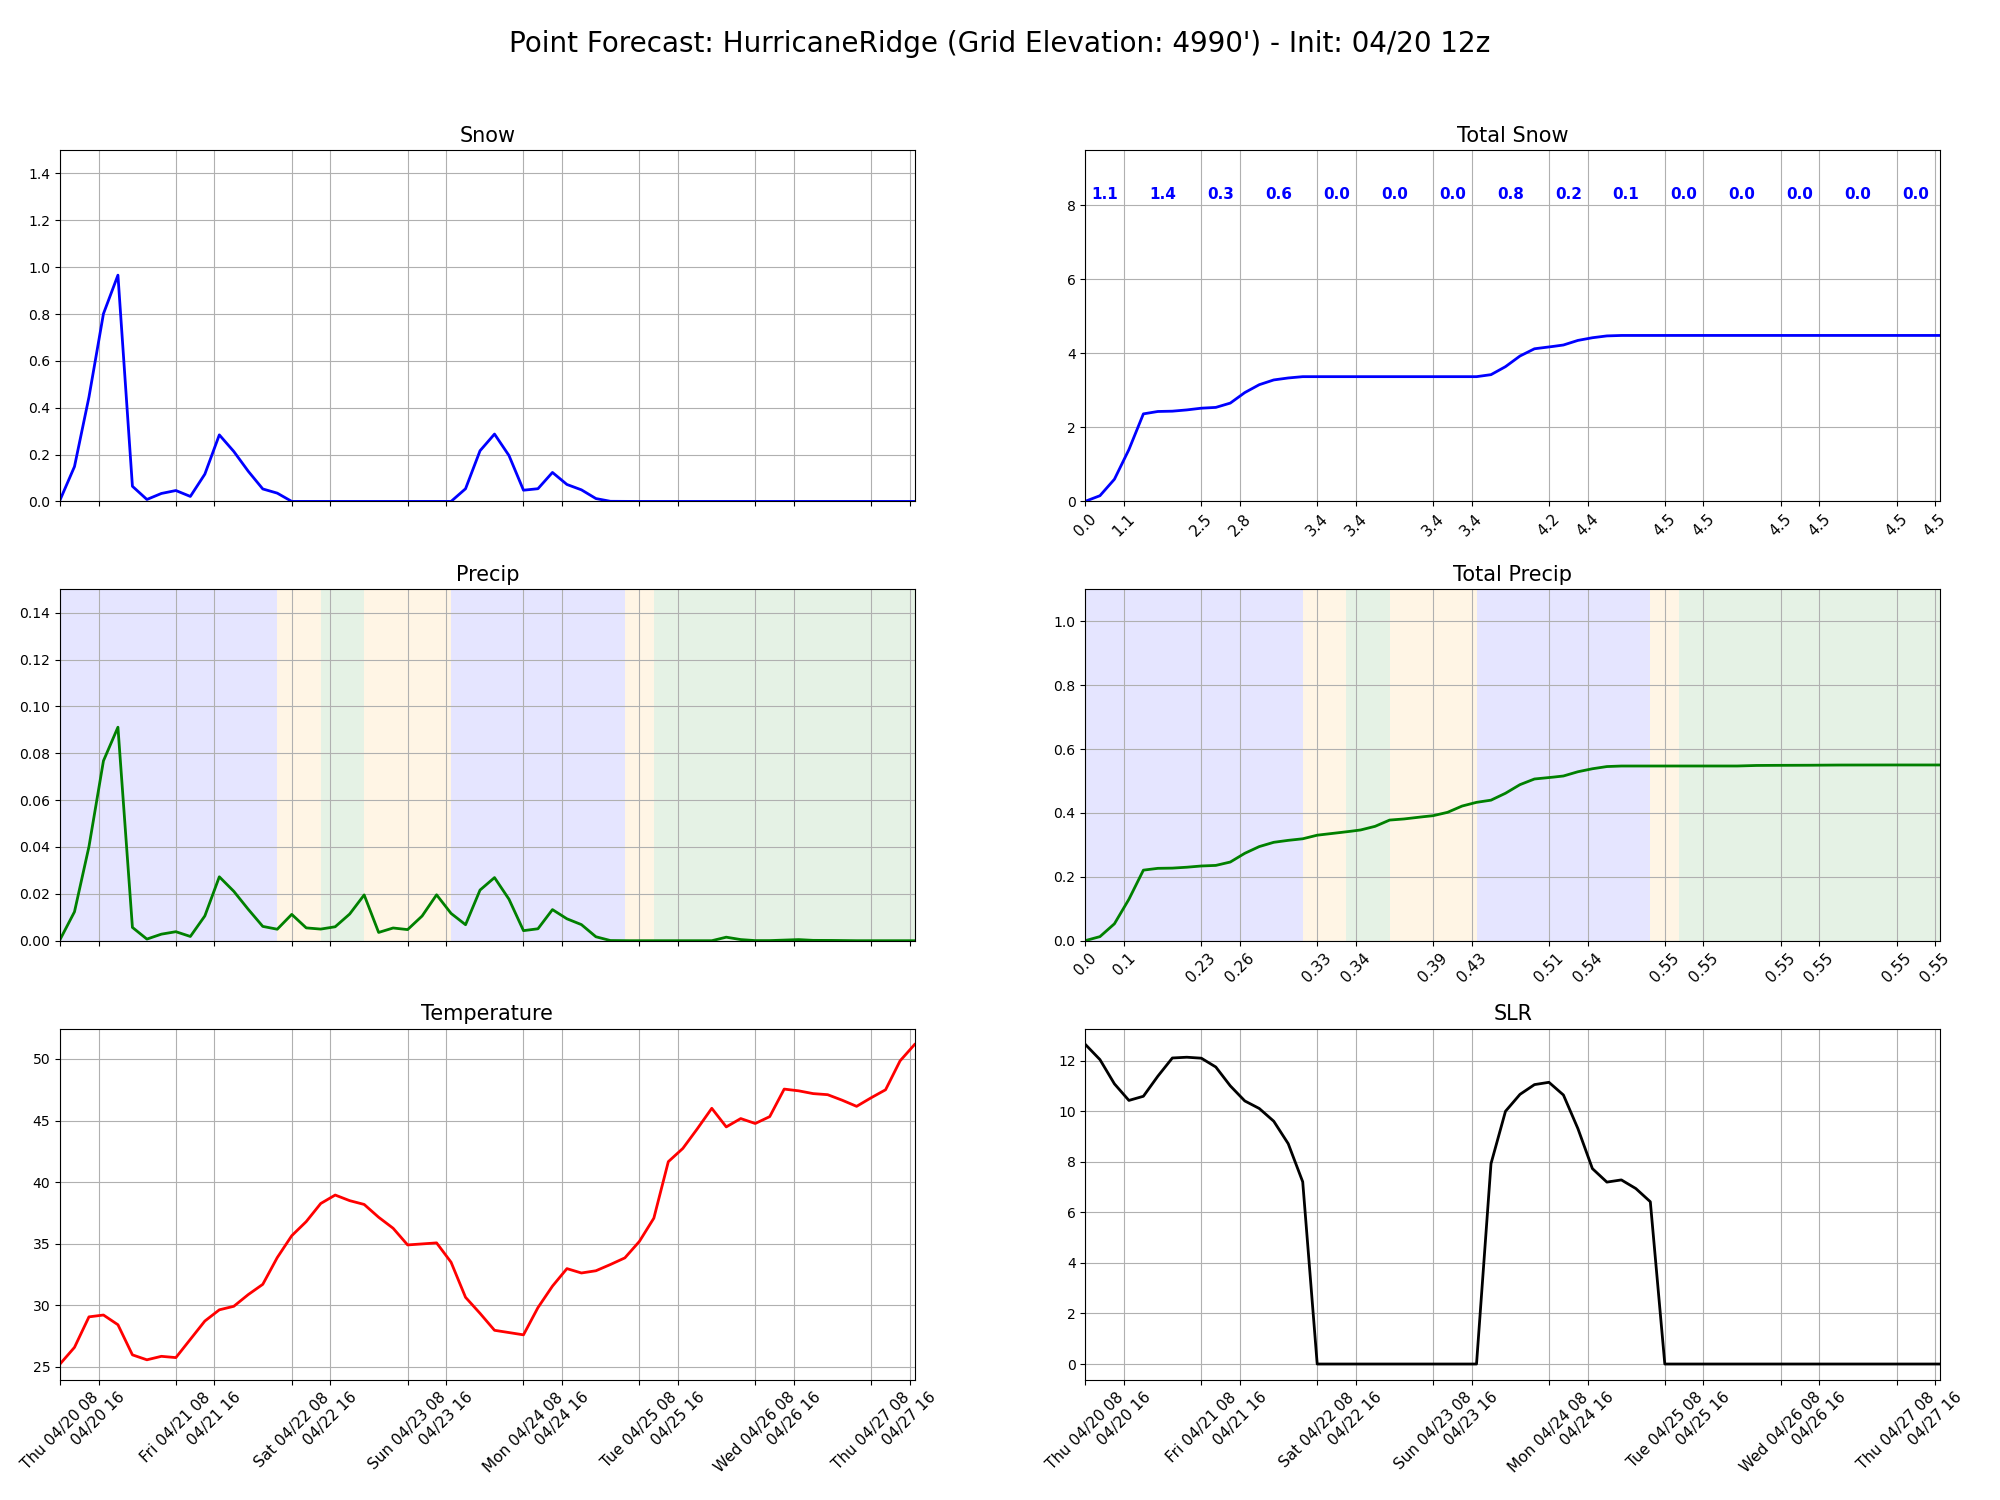 Point Forecast: HurricaneRidge (Grid Elevation: 4990') - Init: 04/20 12z
Snow
1.4
1.2
1.0
0.8
0.6
0.4
0.2
0.0
Total Snow
1.1 1.4 0.3 0.6 0.0 0.0 0.0 0.8 0.2 0.1 0.0 0.0 0.0 0.0 0.0
8
6
4
2
0
0.0 1.1 2.5 2.8 3.4 3.4 3.4 3.4 4.2 4.4 4.5 4.5 4.5 4.5 4.5 4.5
Precip
0.14
0.12
0.10
0.08
0.06
0.04
0.02
0.00
Total Precip
1.0
0.8
0.6
0.4
0.2
0.0
0.0 0.1 0.23 0.26 0.33 0.34 0.39 0.43 0.51 0.54 0.55 0.55 0.55 0.55 0.55 0.55
Temperature
50
45
40
35
30
25
Thu 04/20 08
04/20 16
Fri 04/21 08
04/21 16
Sat 04/22 08
04/22 16
Sun 04/23 08
04/23 16
Mon 04/24 08
04/24 16
Tue 04/25 08
04/25 16
Wed 04/26 08
04/26 16
Thu 04/27 08
04/27 16
SLR
12
10
8
6
4
2
0
Thu 04/20 08
04/20 16
Fri 04/21 08
04/21 16
Sat 04/22 08
04/22 16
Sun 04/23 08
04/23 16
Mon 04/24 08
04/24 16
Tue 04/25 08
04/25 16
Wed 04/26 08
04/26 16
Thu 04/27 08
04/27 16